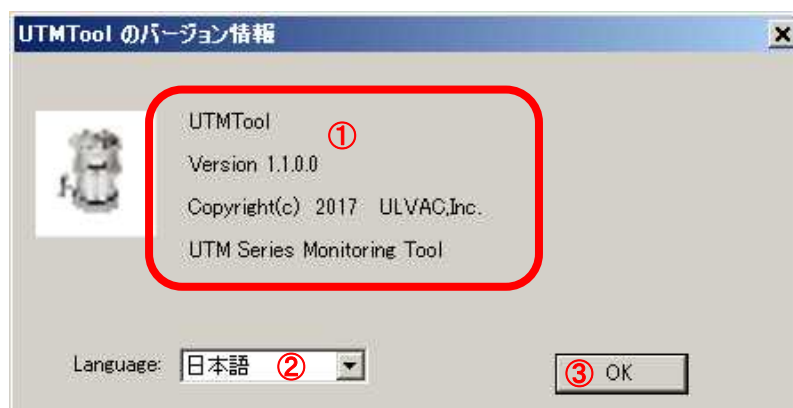 UTMTool のバージョン情報
UTMTool ①
Version 1.1.0.0
Copyright(c) 2017 ULVAC,Inc.
UTM Series Monitoring Tool
Language: 日本語 ②
③ OK